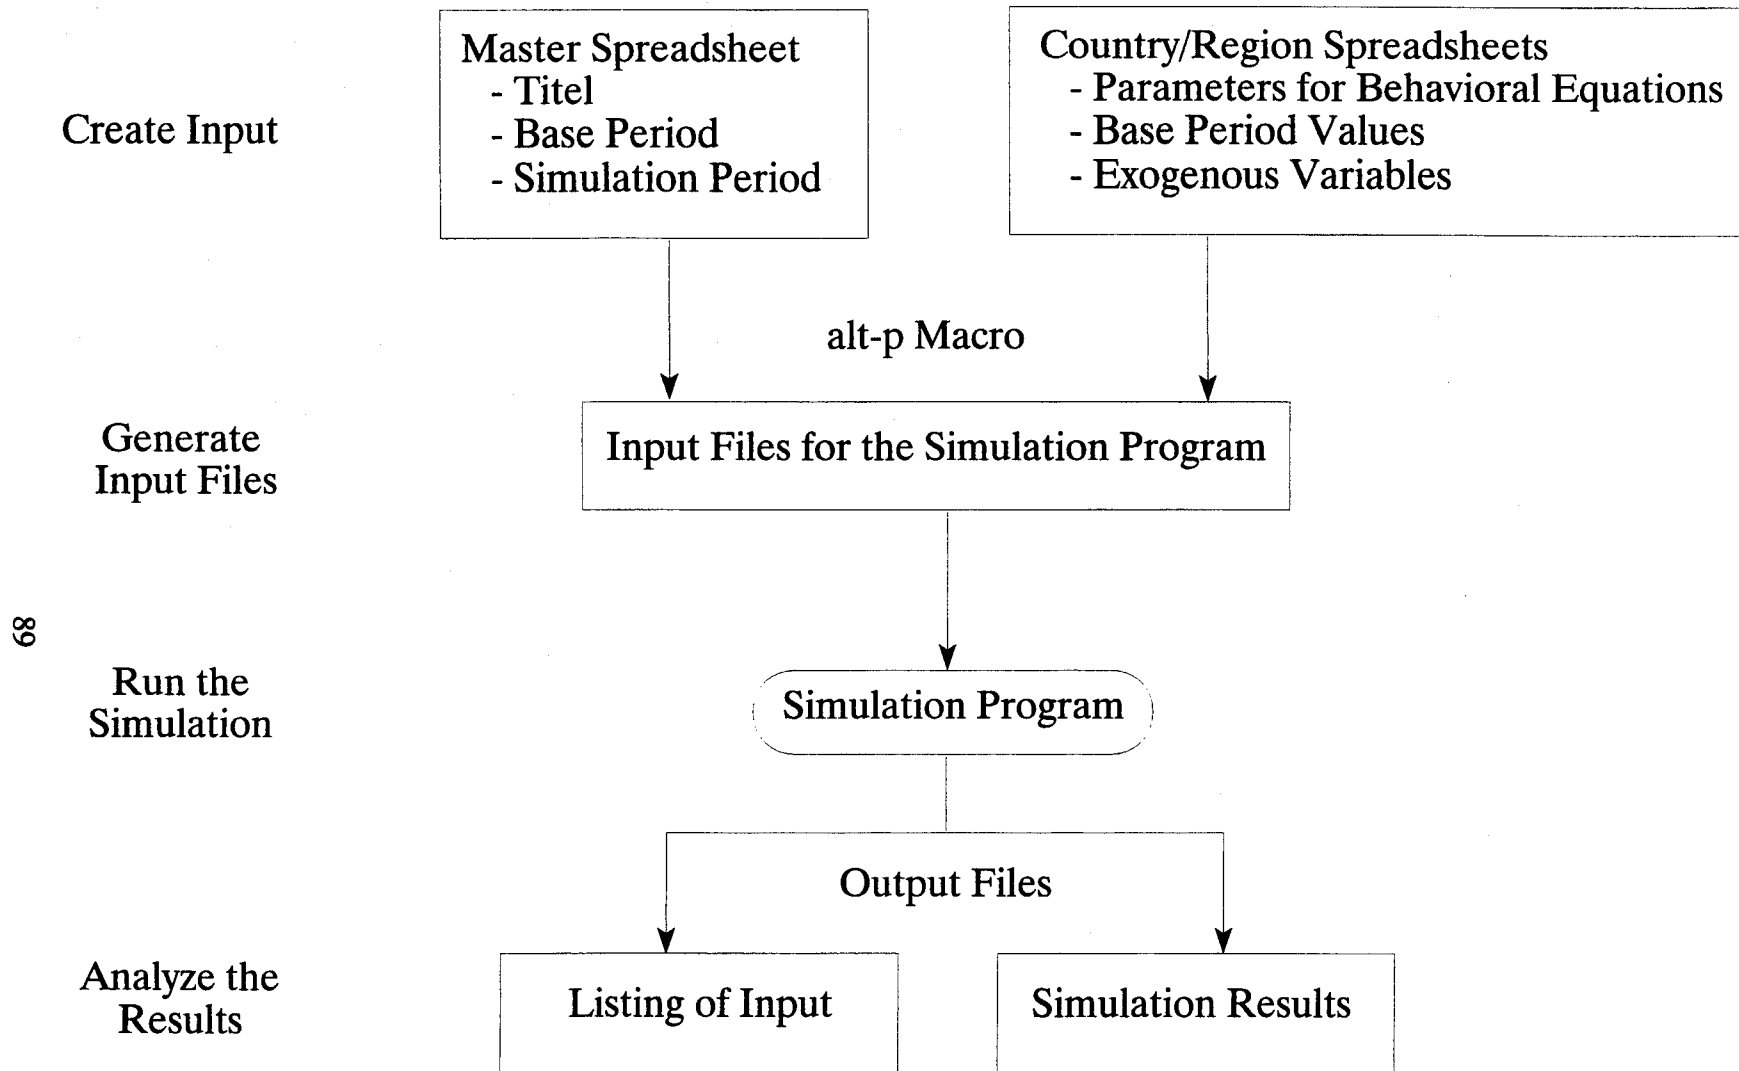 Create Input
Master Spreadsheet
- Titel
- Base Period
- Simulation Period
Country/Region Spreadsheets
- Parameters for Behavioral Equations
- Base Period Values
- Exogenous Variables
alt-p Macro
Generate
Input Files
Input Files for the Simulation Program
89
Run the
Simulation
Simulation Program
Output Files
Analyze the
Results
Listing of Input
Simulation Results